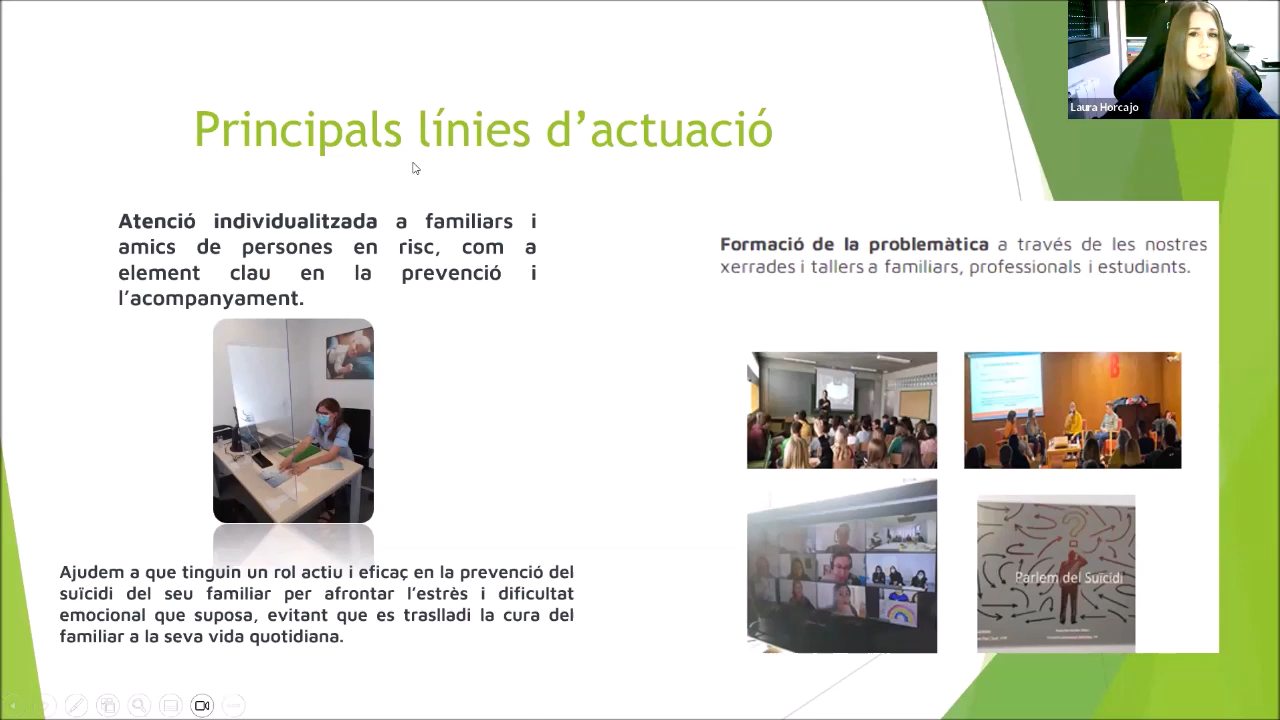 Laura Horcajo
Principals línies d’actuació
Atenció individualitzada a familiars i
amics de persones en risc, com a
element clau en la prevenció i
l’acompanyament.
Ajudem a que tinguin un rol actiu i eficaç en la prevenció del
suïcidi del seu familiar per afrontar l’estrès i dificultat
emocional que suposa, evitant que es traslladi la cura del
familiar a la seva vida quotidiana.
Formació de la problemàtica a través de les nostres
xerrades i tallers a familiars, professionals i estudiants.
B
Parlem del Suïcidi